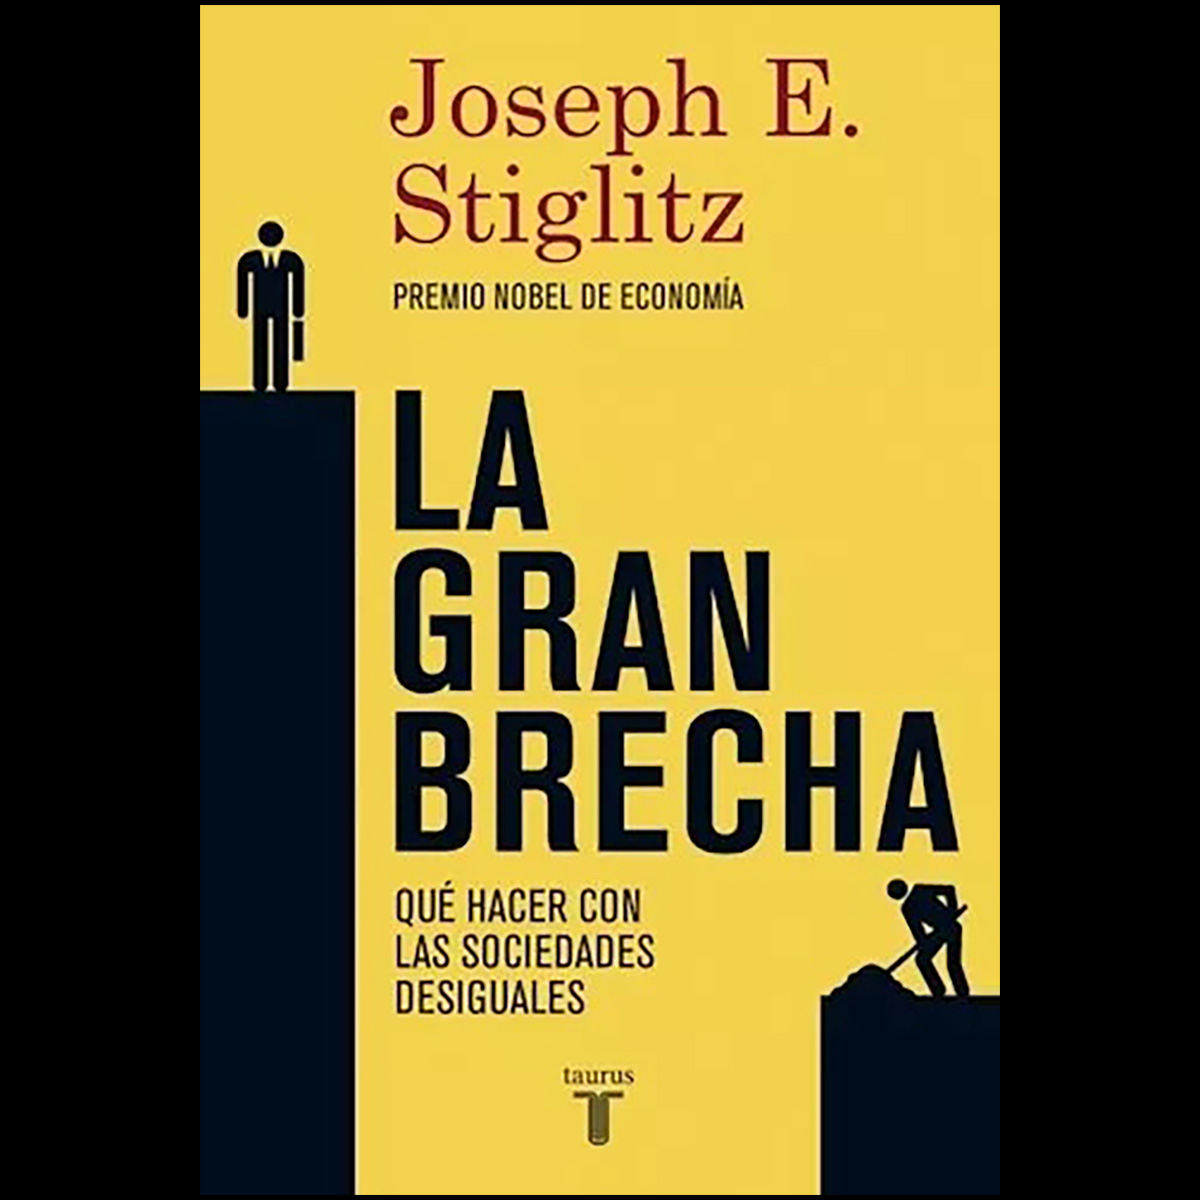 Joseph E.
Stiglitz
PREMIO NOBEL DE ECONOMÍA
LA
GRAN
BRECHA
QUÉ HACER CON
LAS SOCIEDADES
DESIGUALES
taurus